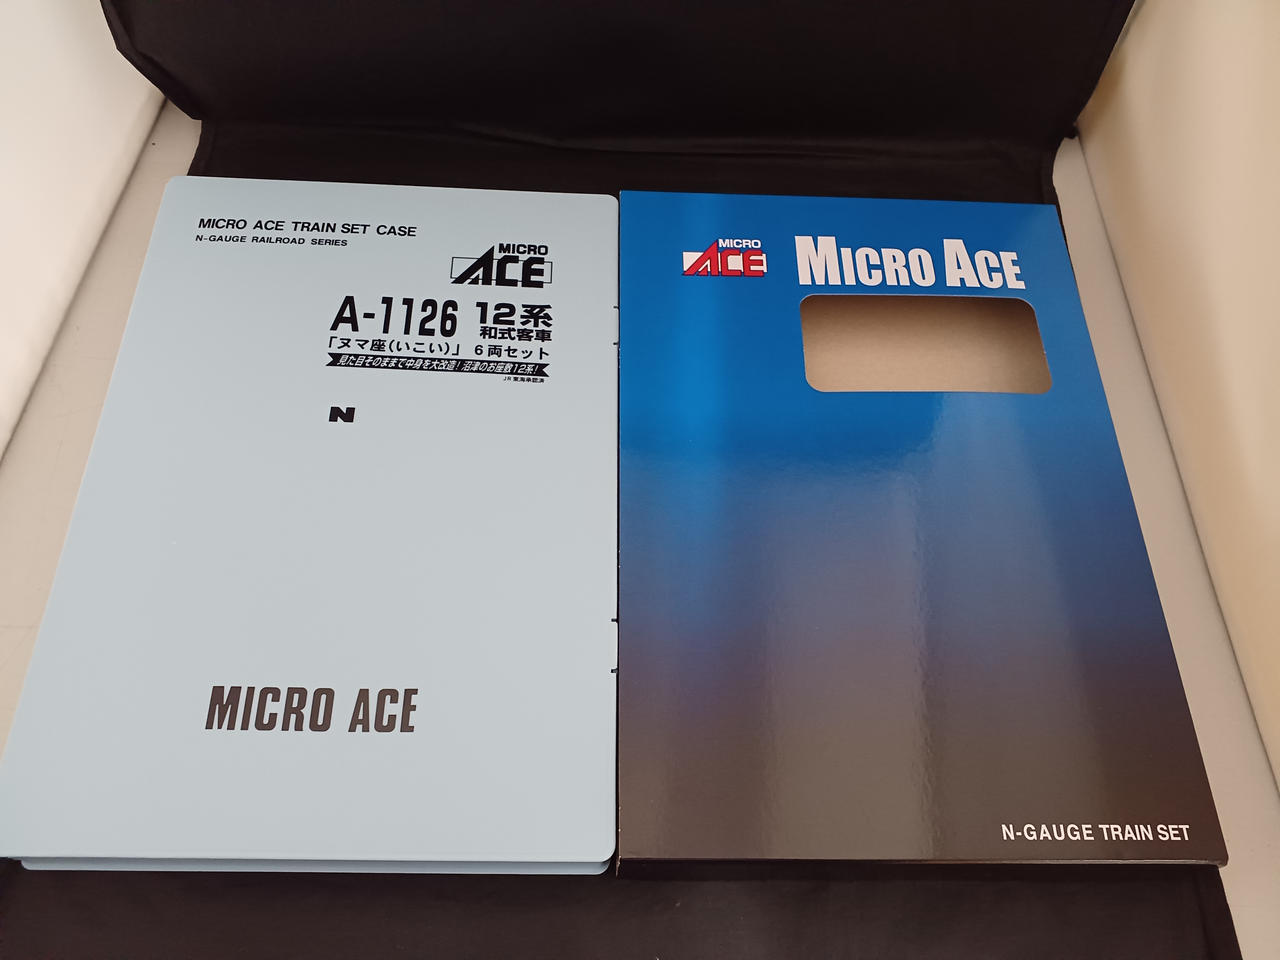 MICRO ACE TRAIN SET CASE
N-GAUGE RAILROAD SERIES
MICRO
ACE
A-1126 12系
和式客車
「ヌマ座(いこい)」 6両セット
見た目そのままで中身を大改造!沼津のお座敷12系!
JR東海承認済
N
MICRO ACE
MICRO
ACE
MICRO ACE
N-GAUGE TRAIN SET